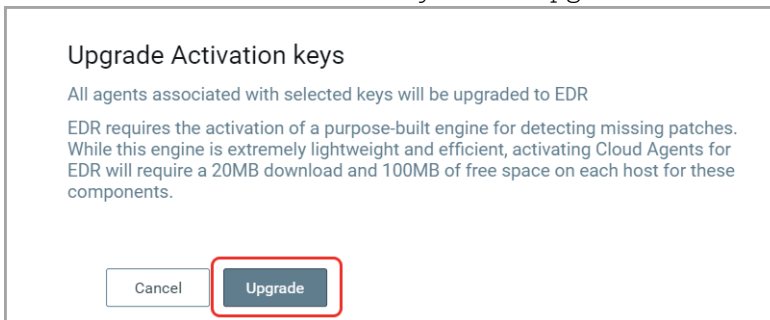 Upgrade Activation keys
All agents associated with selected keys will be upgraded to EDR
EDR requires the activation of a purpose-built engine for detecting missing patches.
While this engine is extremely lightweight and efficient, activating Cloud Agents for
EDR will require a 20MB download and 100MB of free space on each host for these
components.
Cancel
Upgrade